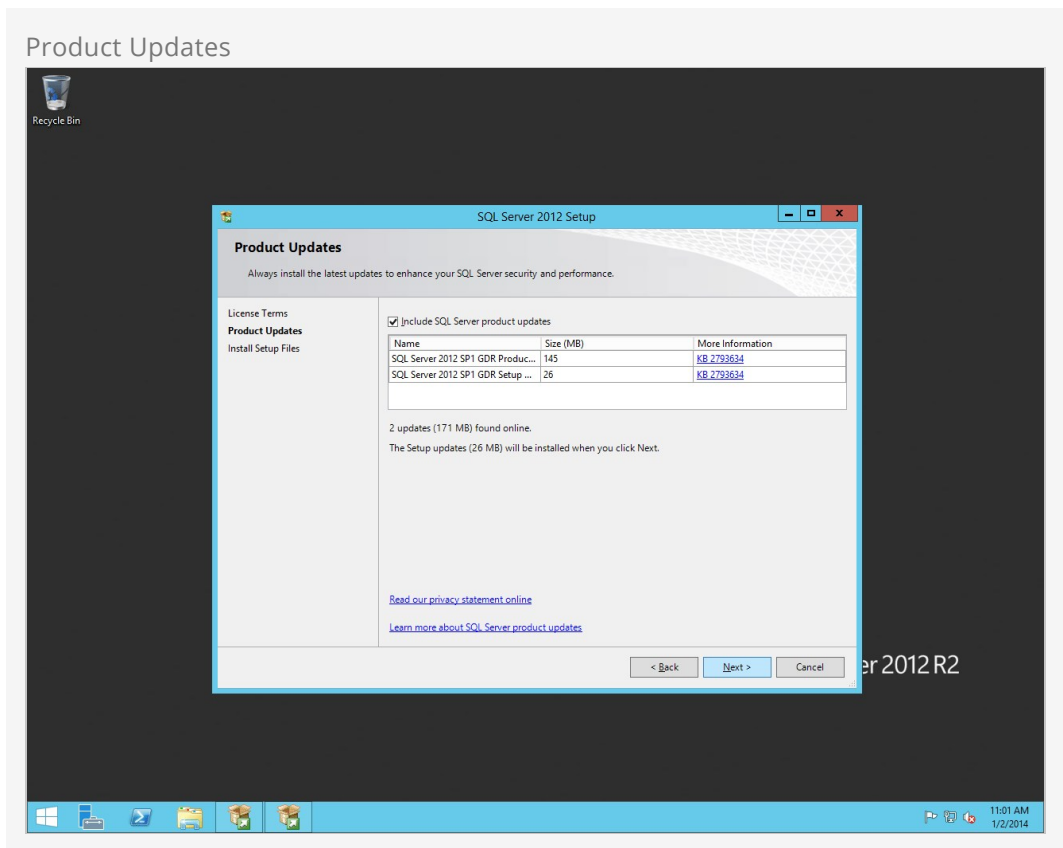 Product Updates
Recycle Bin
SQL Server 2012 Setup
Product Updates
Always install the latest updates to enhance your SQL Server security and performance.
License Terms
Product Updates
Install Setup Files
Include SQL Server product updates
Name Size (MB) More Information
SQL Server 2012 SP1 GDR Produc... 145 KB 2793634
SQL Server 2012 SP1 GDR Setup ... 26 KB 2793634
2 updates (171 MB) found online.
The Setup updates (26 MB) will be installed when you click Next.
Read our privacy statement online
Learn more about SQL Server product updates
< Back Next > Cancel
er 2012 R2
11:01 AM
1/2/2014